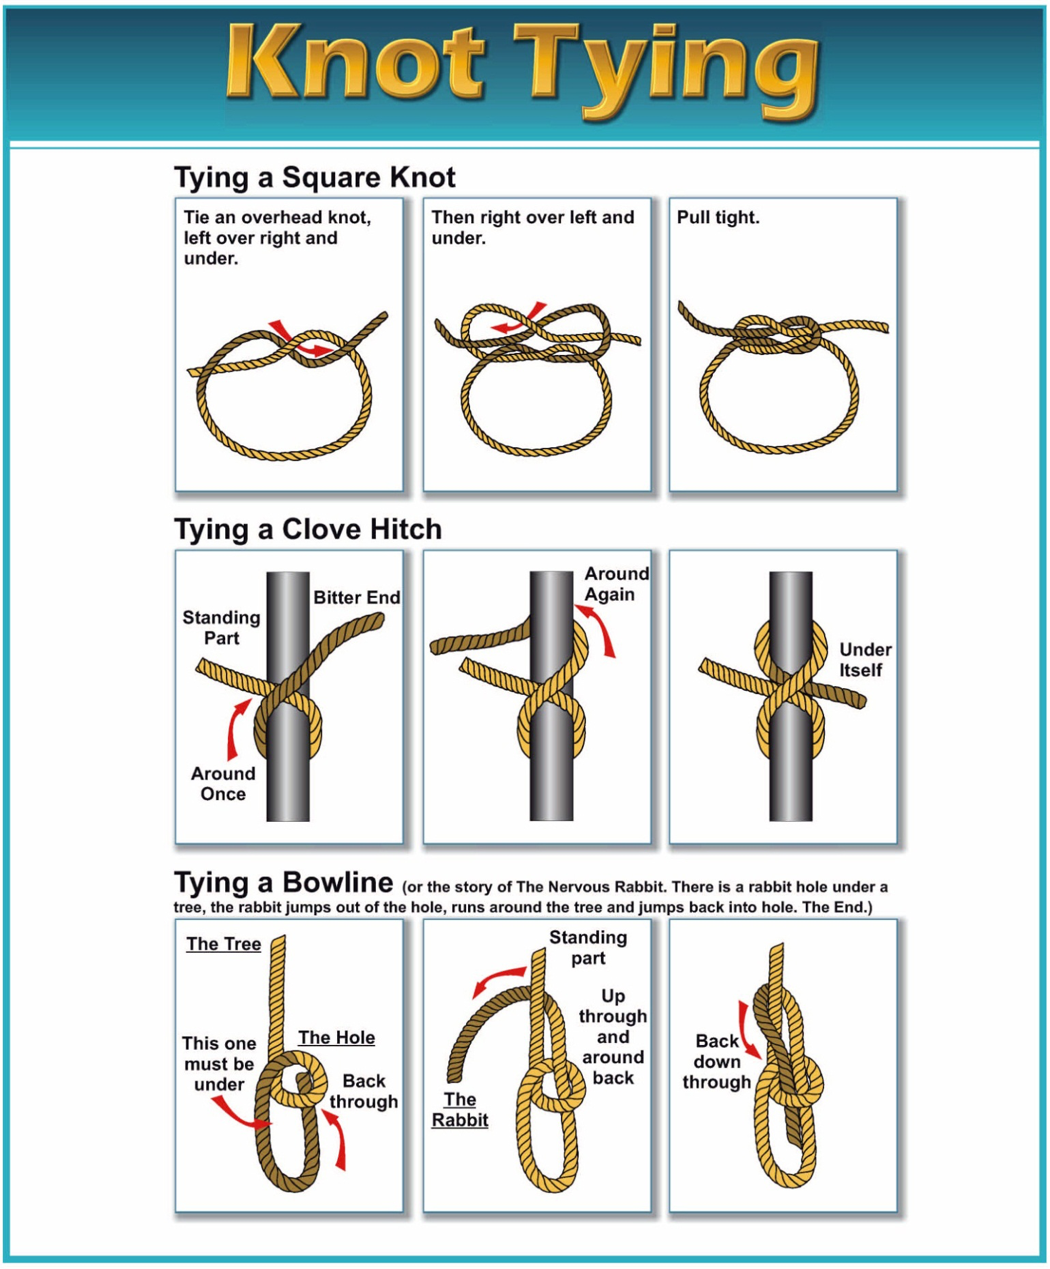 Knot Tying
Tying a Square Knot
Tie an overhead knot,
left over right and
under.
Then right over left and
under.
Pull tight.
Tying a Clove Hitch
Standing
Part
Bitter End
Around
Once
Around
Again
Under
Itself
Tying a Bowline (or the story of The Nervous Rabbit. There is a rabbit hole under a
tree, the rabbit jumps out of the hole, runs around the tree and jumps back into hole. The End.)
The Tree
The Hole
This one
must be
under
Back
through
Standing
part
Up
through
and
around
back
The
Rabbit
Back
down
through